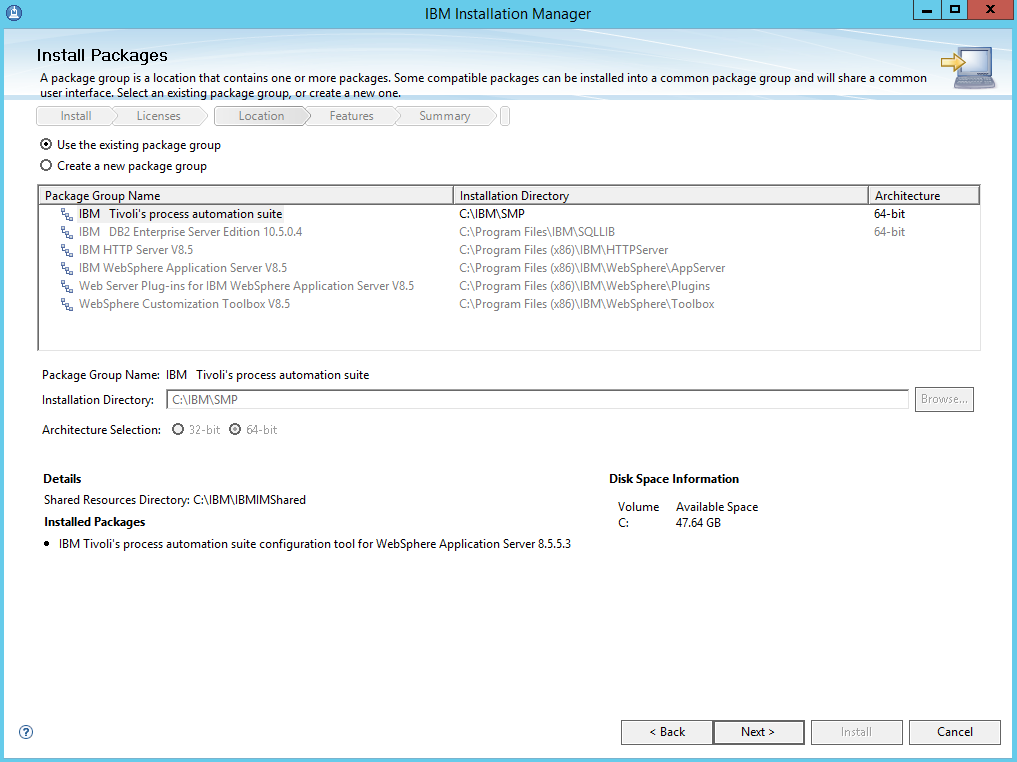 IBM Installation Manager
Install Packages
A package group is a location that contains one or more packages. Some compatible packages can be installed into a common package group and will share a common
user interface. Select an existing package group, or create a new one.
Install Licenses Location Features Summary
Use the existing package group
Create a new package group
Package Group Name Installation Directory Architecture
IBM Tivoli's process automation suite C:\IBM\SMP 64-bit
IBM DB2 Enterprise Server Edition 10.5.0.4 C:\Program Files\IBM\SQLLIB 64-bit
IBM HTTP Server V8.5 C:\Program Files (x86)\IBM\HTTPServer
IBM WebSphere Application Server V8.5 C:\Program Files (x86)\IBM\WebSphere\AppServer
Web Server Plug-ins for IBM WebSphere Application Server V8.5 C:\Program Files (x86)\IBM\WebSphere\Plugins
WebSphere Customization Toolbox V8.5 C:\Program Files (x86)\IBM\WebSphere\Toolbox
Package Group Name: IBM Tivoli's process automation suite
Installation Directory: C:\IBM\SMP Browse...
Architecture Selection: 32-bit 64-bit
Details
Shared Resources Directory: C:\IBM\IBMIMShared
Installed Packages
• IBM Tivoli's process automation suite configuration tool for WebSphere Application Server 8.5.5.3
Disk Space Information
Volume Available Space
C: 47.64 GB
? < Back Next > Install Cancel